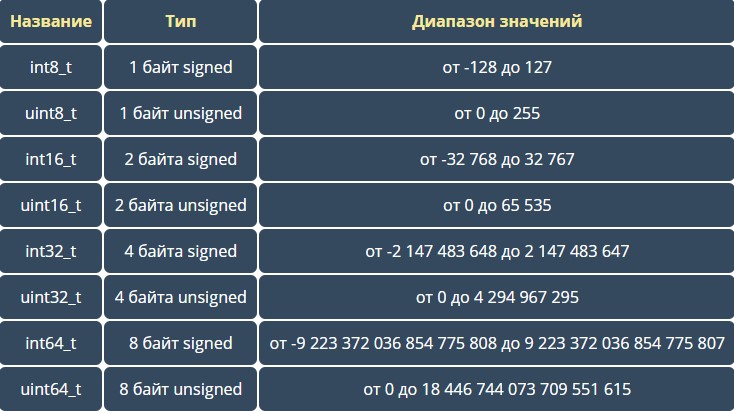 Название Тип Диапазон значений
int8_t 1 байт signed от -128 до 127
uint8_t 1 байт unsigned от 0 до 255
int16_t 2 байта signed от -32 768 до 32 767
uint16_t 2 байта unsigned от 0 до 65 535
int32_t 4 байта signed от -2 147 483 648 до 2 147 483 647
uint32_t 4 байта unsigned от 0 до 4 294 967 295
int64_t 8 байт signed от -9 223 372 036 854 775 808 до 9 223 372 036 854 775 807
uint64_t 8 байт unsigned от 0 до 18 446 744 073 709 551 615